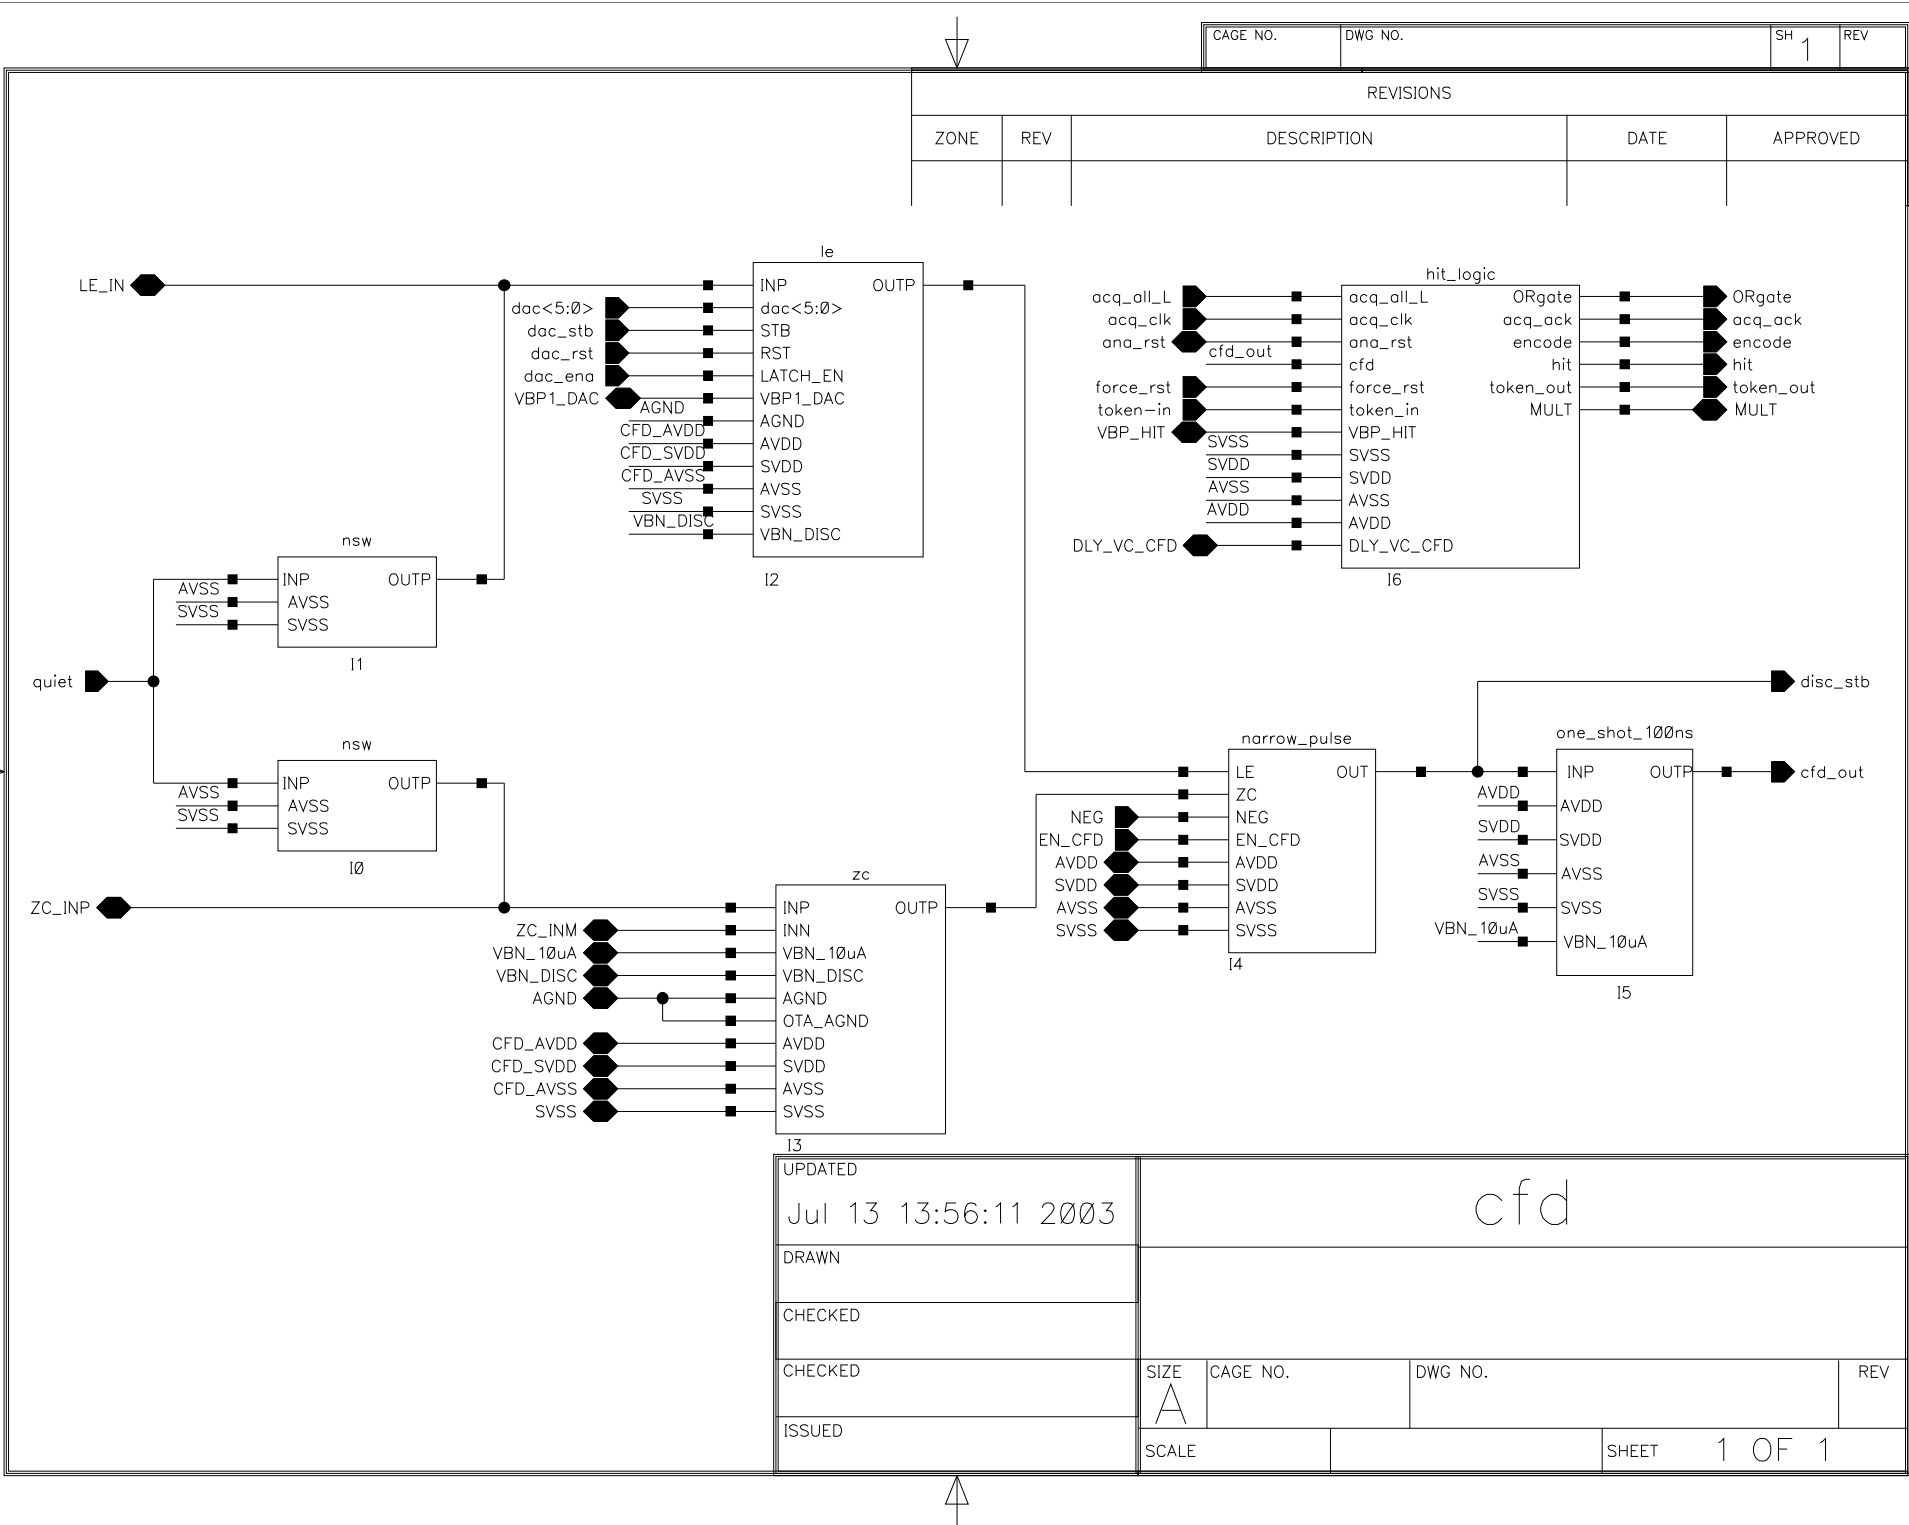 CAGE NO. DWG NO. SH 1 REV
REVISIONS
ZONE REV DESCRIPTION DATE APPROVED
le
LE_IN
INP OUTP
dac<5:0> dac<5:0>
dac_stb STB
dac_rst RST
dac_ena LATCH_EN
VBP1_DAC VBP1_DAC
AGND AGND
CFD_AVDD AVDD
CFD_SVDD SVDD
CFD_AVSS AVSS
SVSS SVSS
VBN_DISC VBN_DISC
I2
hit_logic
acq_all_L acq_all_L ORgate ORgate
acq_clk acq_clk acq_ack acq_ack
ana_rst ana_rst encode encode
cfd_out cfd hit hit
force_rst force_rst token_out token_out
token-in token_in MULT MULT
VBP_HIT VBP_HIT
SVSS SVSS
SVDD SVDD
AVSS AVSS
AVDD AVDD
DLY_VC_CFD DLY_VC_CFD
I6
nsw
INP OUTP
AVSS AVSS
SVSS SVSS
I1
quiet
nsw
INP OUTP
AVSS AVSS
SVSS SVSS
I0
ZC_INP
zc
INP OUTP
ZC_INM INN
VBN_10uA VBN_10uA
VBN_DISC VBN_DISC
AGND AGND
OTA_AGND
CFD_AVDD AVDD
CFD_SVDD SVDD
CFD_AVSS AVSS
SVSS SVSS
I3
narrow_pulse
LE OUT
ZC
NEG NEG
EN_CFD EN_CFD
AVDD AVDD
SVDD SVDD
AVSS AVSS
SVSS SVSS
I4
disc_stb
one_shot_100ns
INP OUTP cfd_out
AVDD AVDD
SVDD SVDD
AVSS AVSS
SVSS SVSS
VBN_10uA VBN_10uA
I5
UPDATED
Jul 13 13:56:11 2003
cfd
DRAWN
CHECKED
CHECKED
ISSUED
SIZE A CAGE NO. DWG NO. REV
SCALE SHEET 1 OF 1